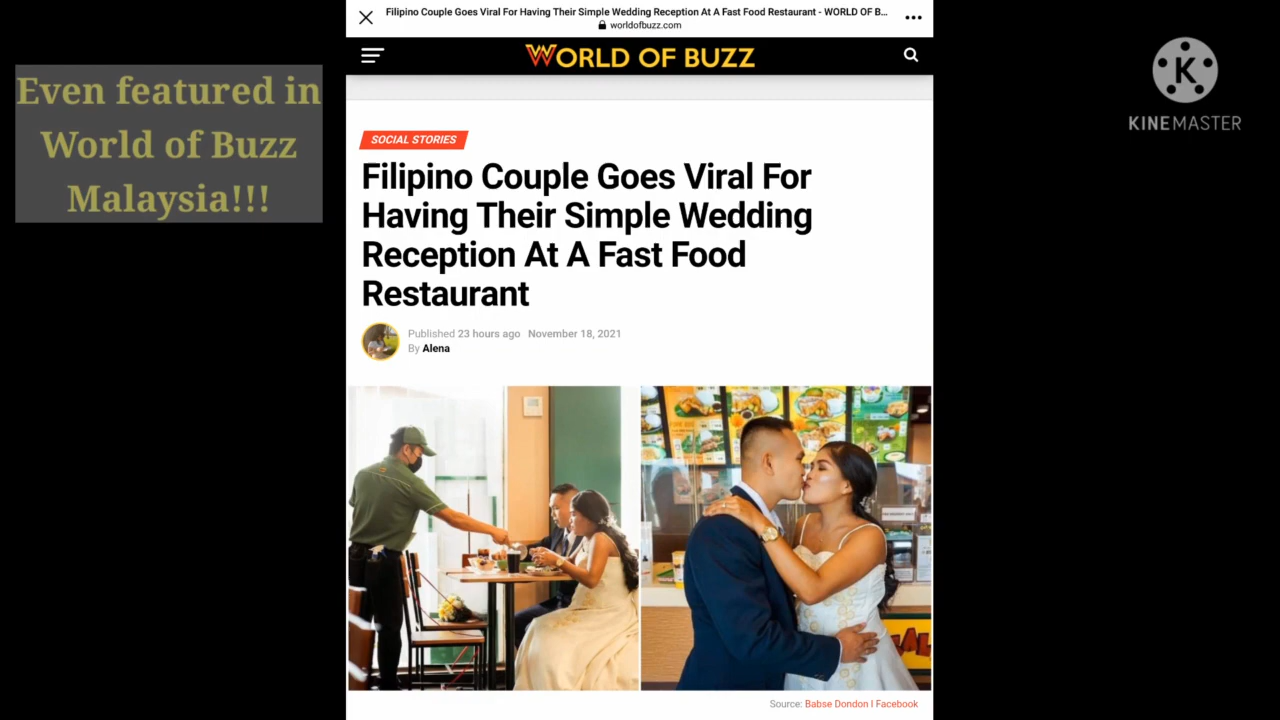 Even featured in
World of Buzz
Malaysia!!!
Filipino Couple Goes Viral For Having Their Simple Wedding Reception At A Fast Food Restaurant - WORLD OF B...
worldofbuzz.com
WORLD OF BUZZ
SOCIAL STORIES
Filipino Couple Goes Viral For
Having Their Simple Wedding
Reception At A Fast Food
Restaurant
Published 23 hours ago November 18, 2021
By Alena
Source: Babse Dondon I Facebook
K
KINEMASTER